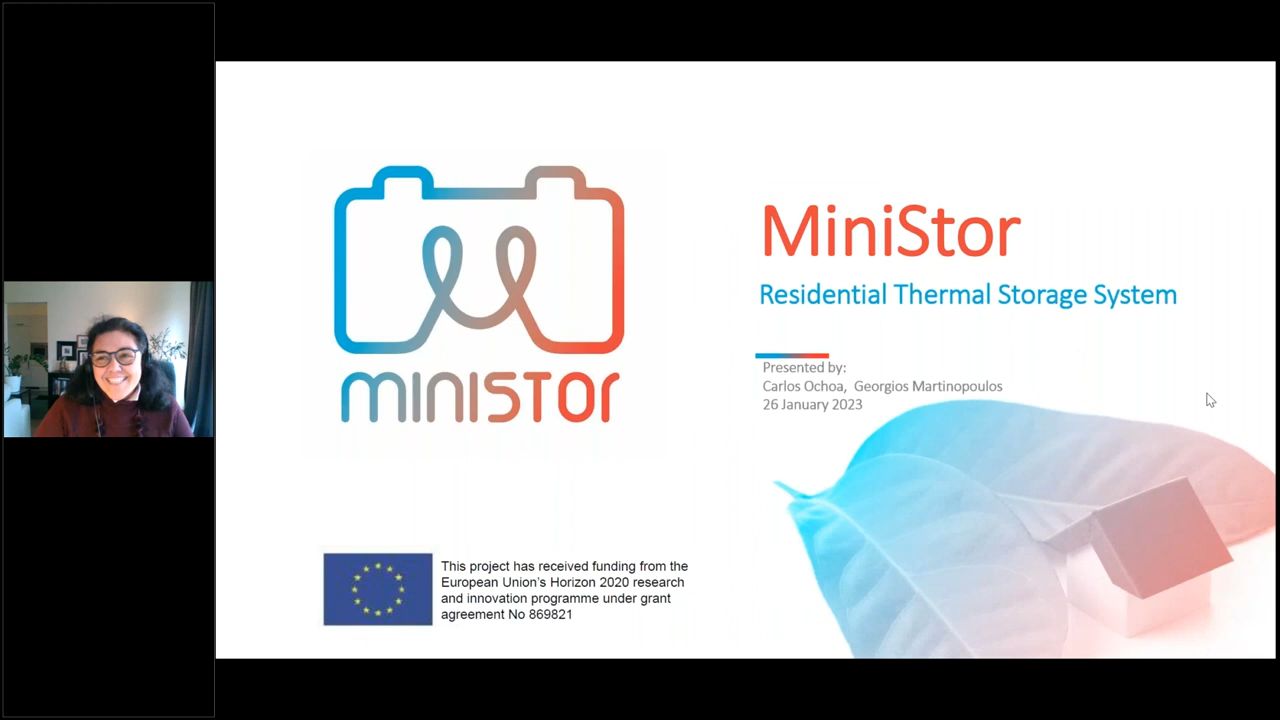 MINISTOR
MiniStor
Residential Thermal Storage System
Presented by:
Carlos Ochoa, Georgios Martinopoulos
26 January 2023
This project has received funding from the
European Union's Horizon 2020 research
and innovation programme under grant
agreement No 869821